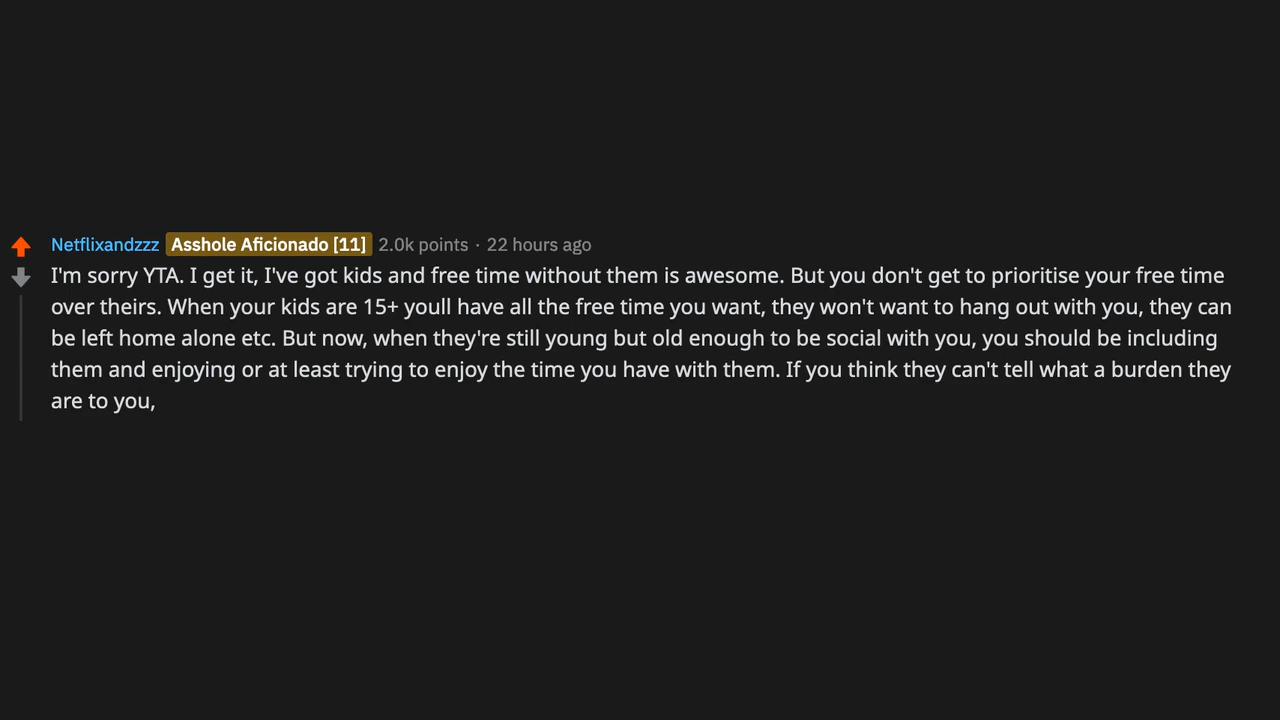 Netflixandzzz Asshole Aficionado [11] 2.0k points · 22 hours ago
I'm sorry YTA. I get it, I've got kids and free time without them is awesome. But you don't get to prioritise your free time
over theirs. When your kids are 15+ youll have all the free time you want, they won't want to hang out with you, they can
be left home alone etc. But now, when they're still young but old enough to be social with you, you should be including
them and enjoying or at least trying to enjoy the time you have with them. If you think they can't tell what a burden they
are to you,